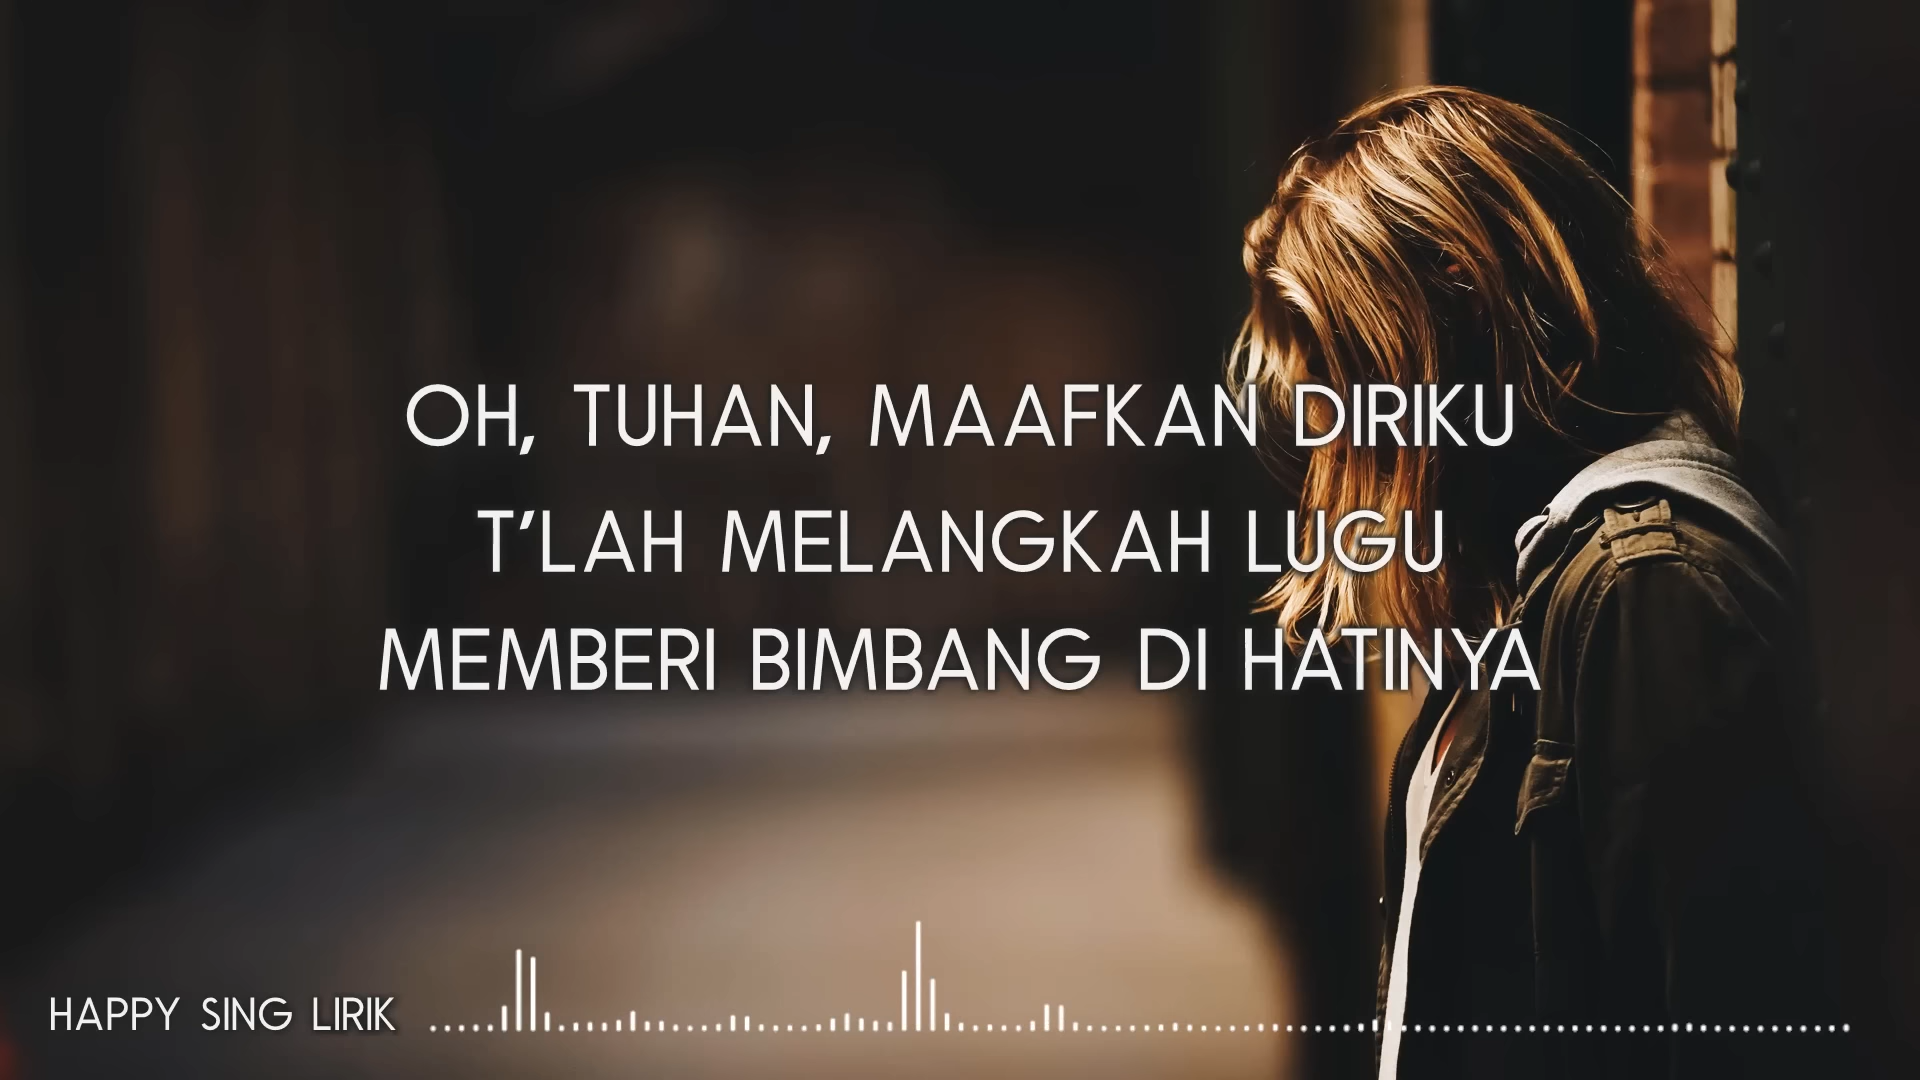 OH, TUHAN, MAAFKAN DIRIKU
T'LAH MELANGKAH LUGU
MEMBERI BIMBANG DI HATINYA
HAPPY SING LIRIK